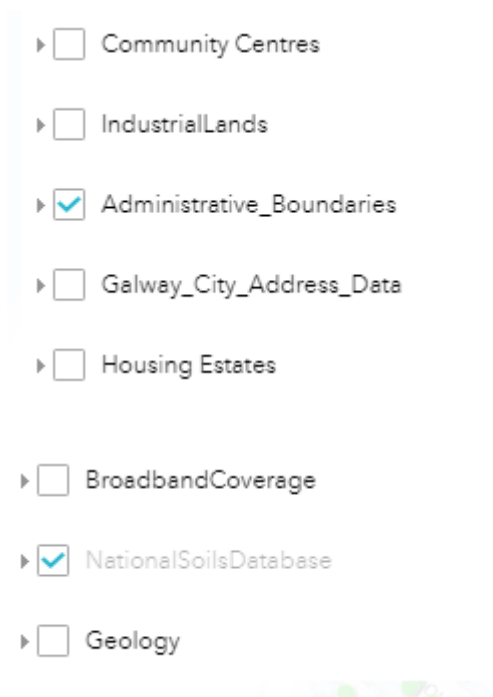 Community Centres
IndustrialLands
Administrative_Boundaries
Galway_City_Address_Data
Housing Estates
BroadbandCoverage
NationalSoilsDatabase
Geology